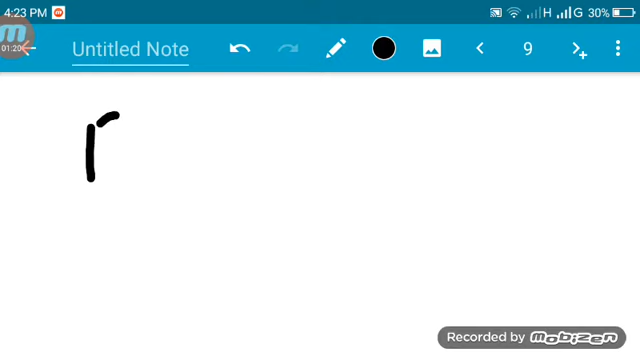 4:23 PM H G 30%
01:20 Untitled Note 9
r
Recorded by mobizen